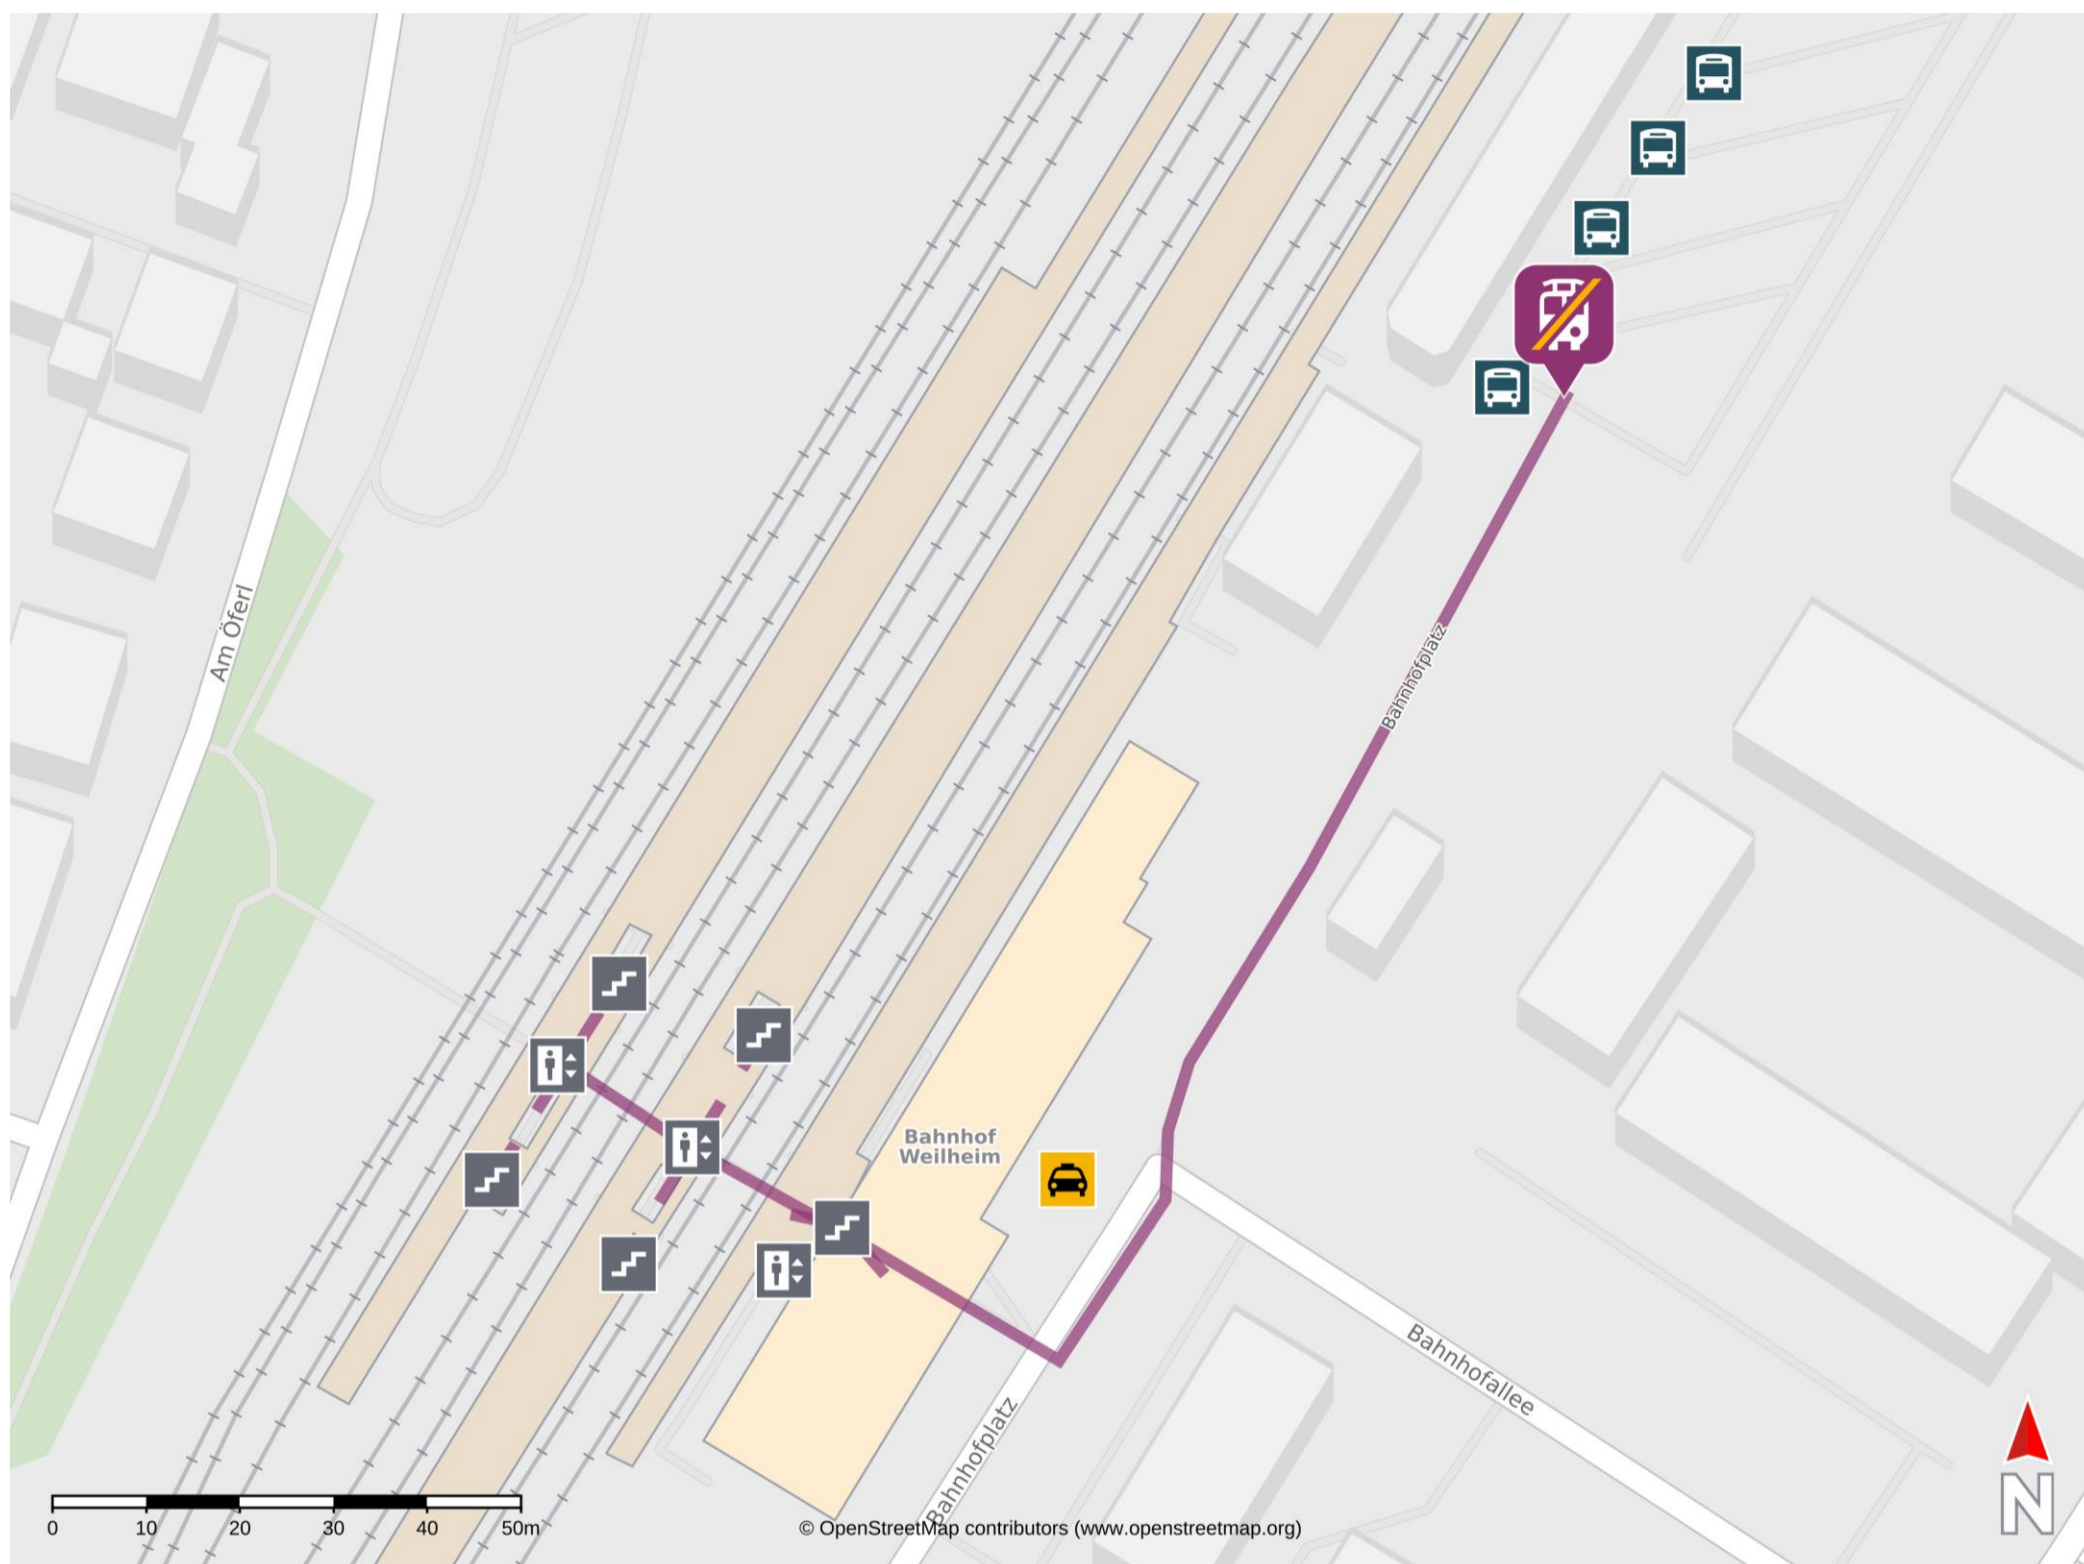 Am Öferl
Bahnhofplatz
Bahnhof
Weilheim
Bahnhofallee
Bahnhofplatz
N
0 10 20 30 40 50m
© OpenStreetMap contributors (www.openstreetmap.org)